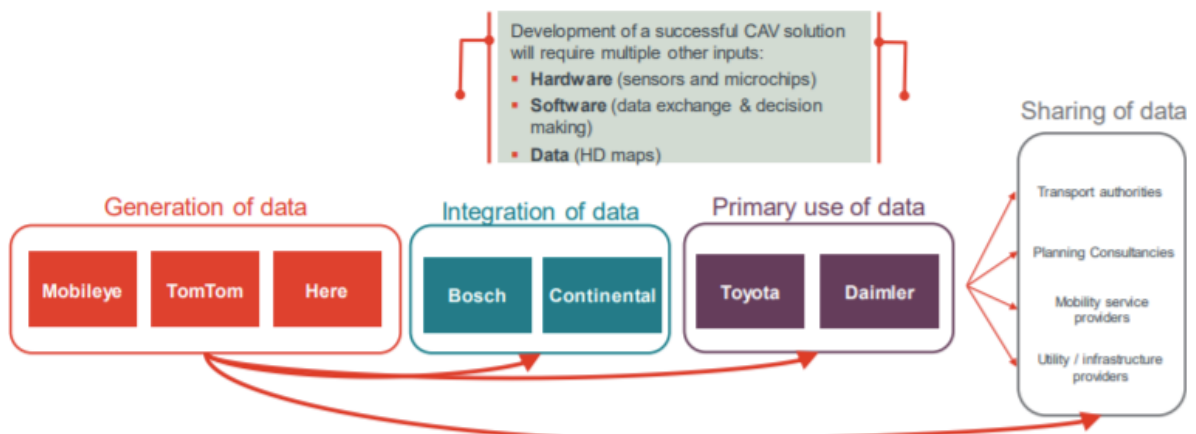 Development of a successful CAV solution
will require multiple other inputs:
▪ Hardware (sensors and microchips)
▪ Software (data exchange & decision
making)
▪ Data (HD maps)
Sharing of data
Transport authorities
Planning Consultancies
Mobility service
providers
Utility / infrastructure
providers
Generation of data
Mobileye
TomTom
Here
Integration of data
Bosch
Continental
Primary use of data
Toyota
Daimler